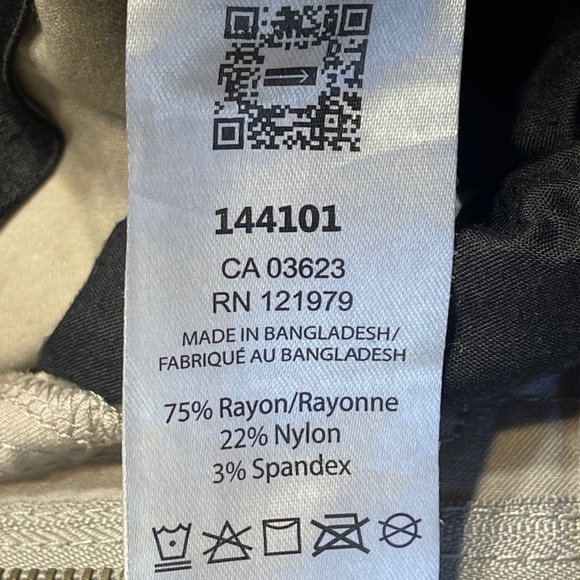 144101
CA 03623
RN 121979
MADE IN BANGLADESH/
FABRIQUÉ AU BANGLADESH
75% Rayon/Rayonne
22% Nylon
3% Spandex